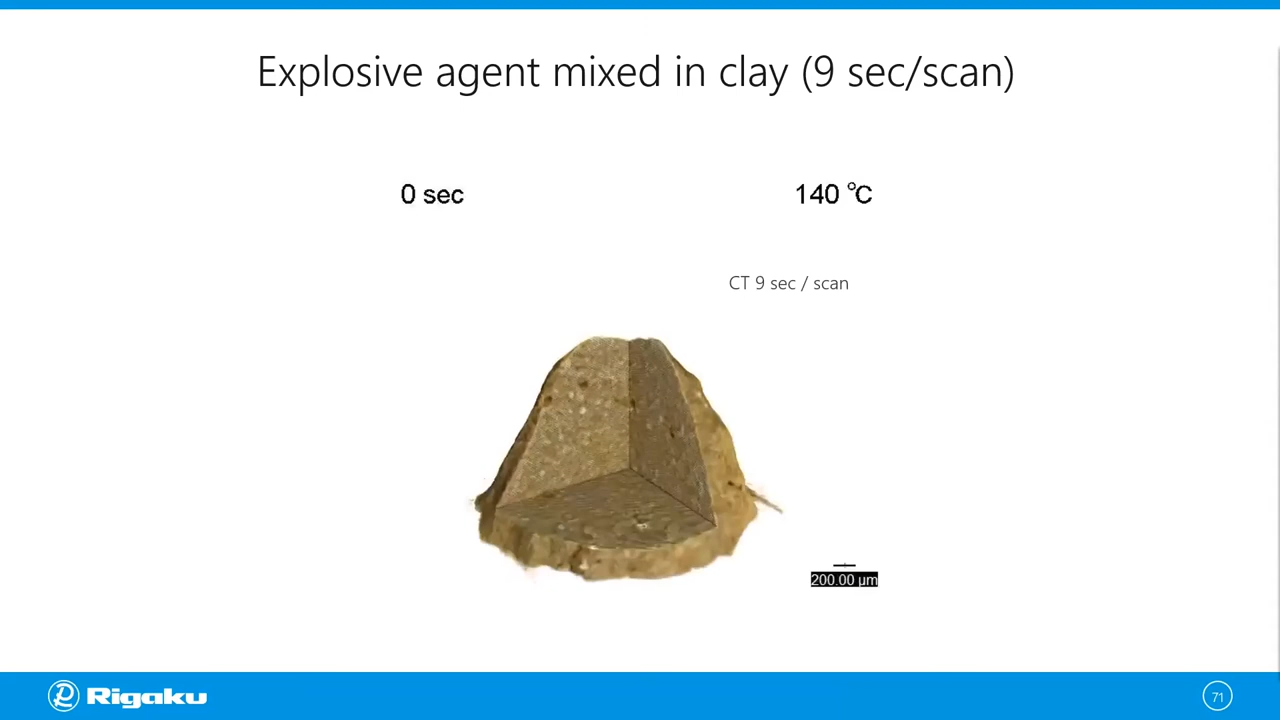 Explosive agent mixed in clay (9 sec/scan)
0 sec
140 ℃
CT 9 sec / scan
200.00 µm
Rigaku
71